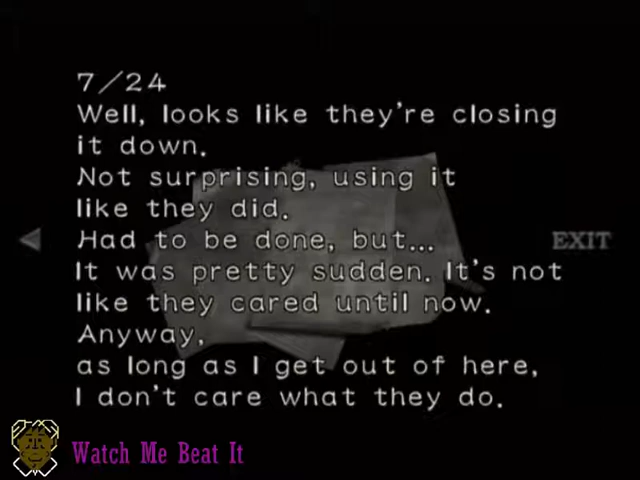 7/24
Well, looks like they're closing
it down.
Not surprising, using it
like they did.
Had to be done, but...
It was pretty sudden. It's not
like they cared until now.
Anyway,
as long as I get out of here,
I don't care what they do.
EXIT
Watch Me Beat It